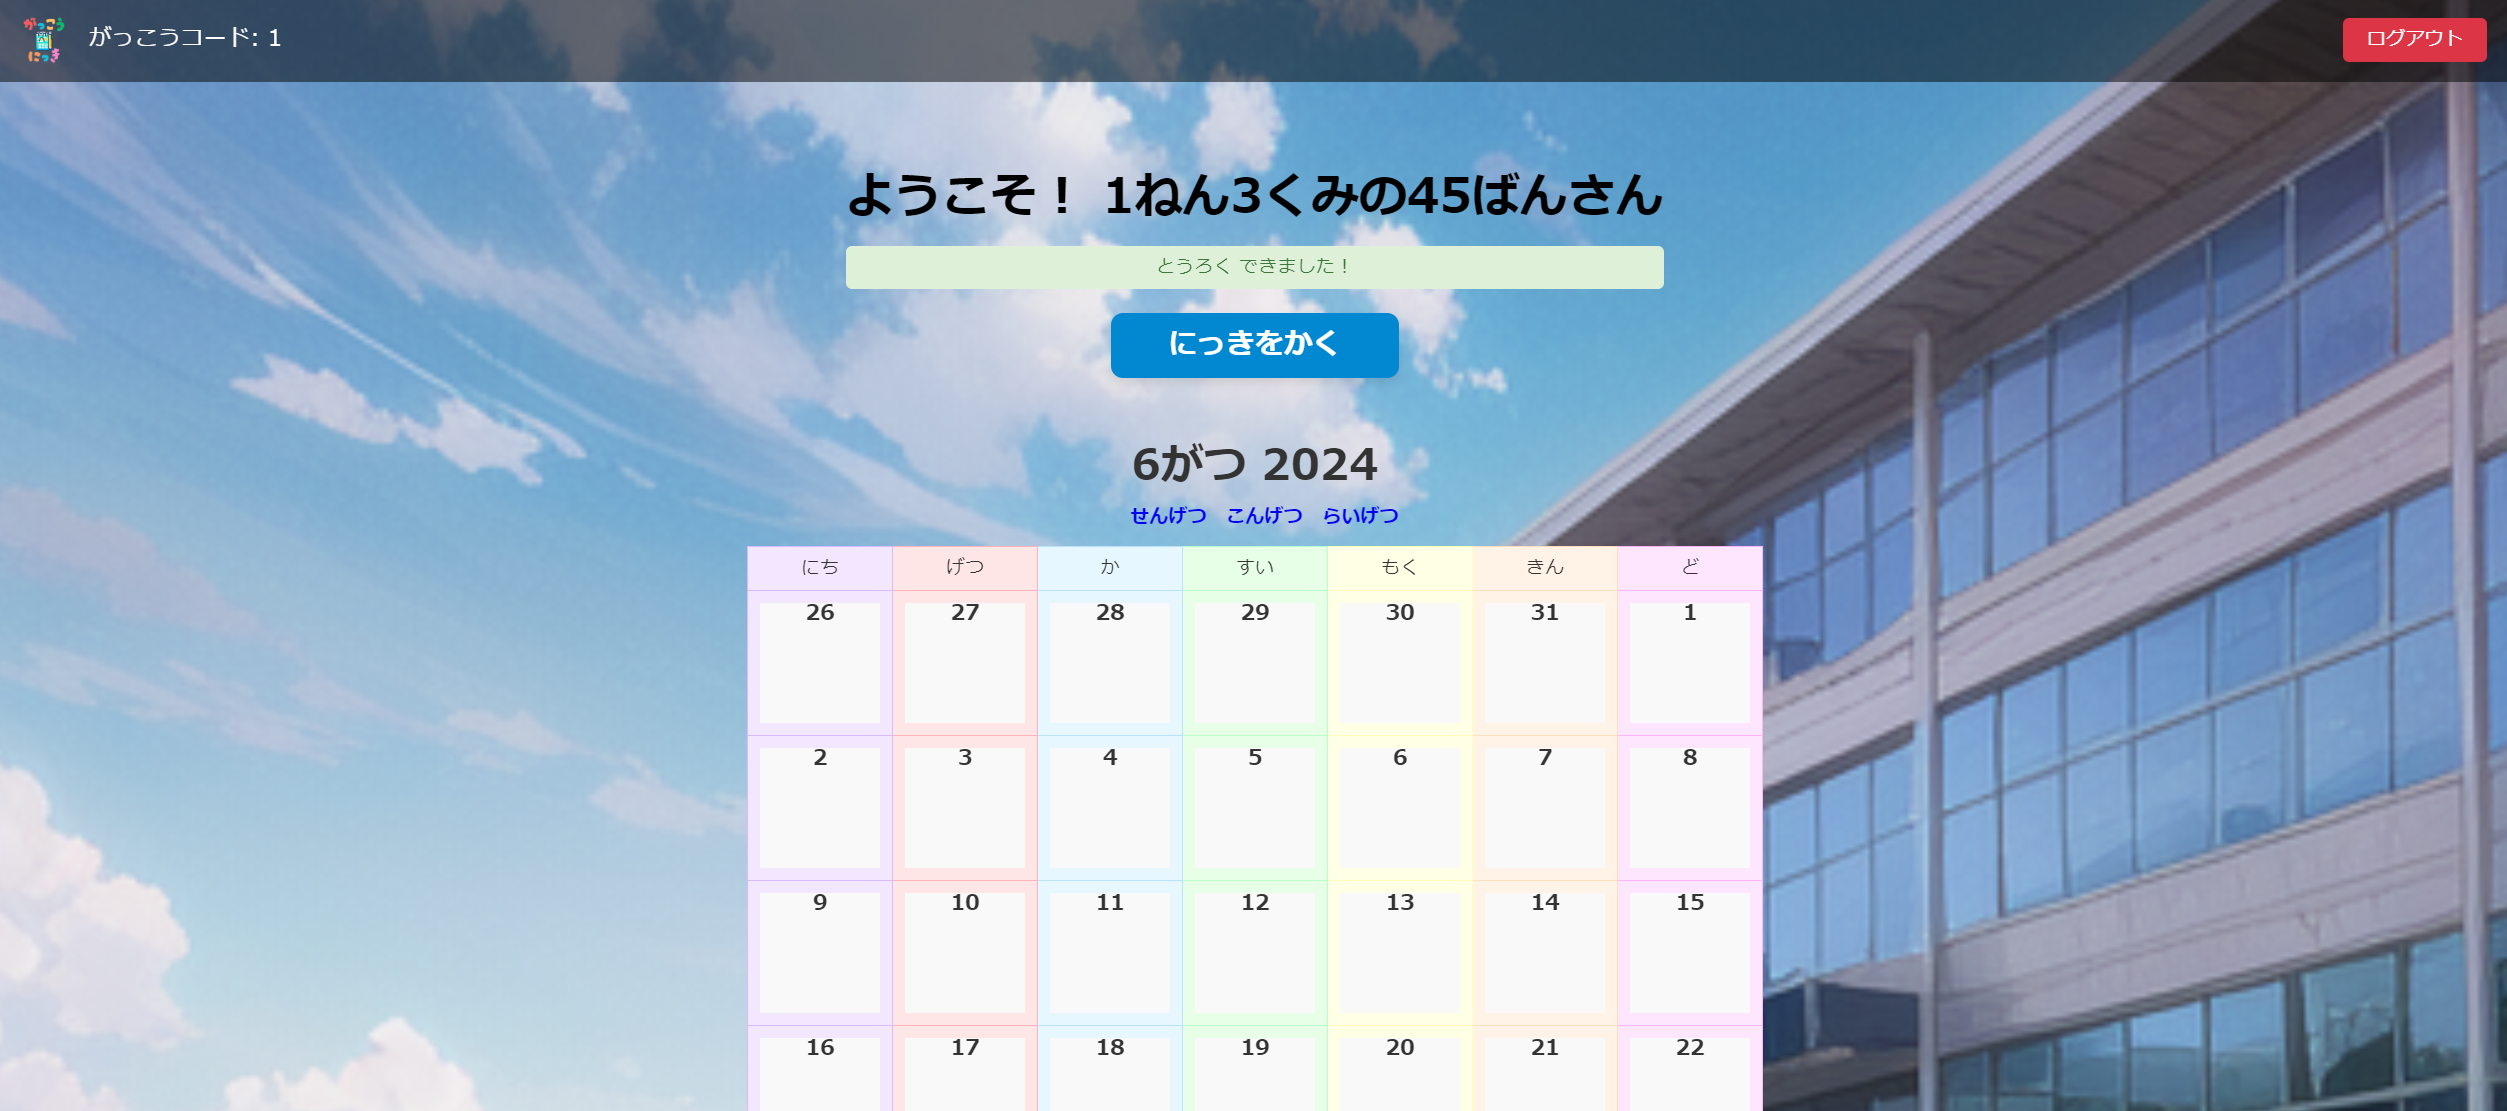 がっこう
にっき
がっこうコード: 1
ログアウト
ようこそ！ 1ねん3くみの45ばんさん
とうろく できました！
にっきをかく
6がつ 2024
せんげつ こんげつ らいげつ
にち げつ か すい もく きん ど
26 27 28 29 30 31 1
2 3 4 5 6 7 8
9 10 11 12 13 14 15
16 17 18 19 20 21 22